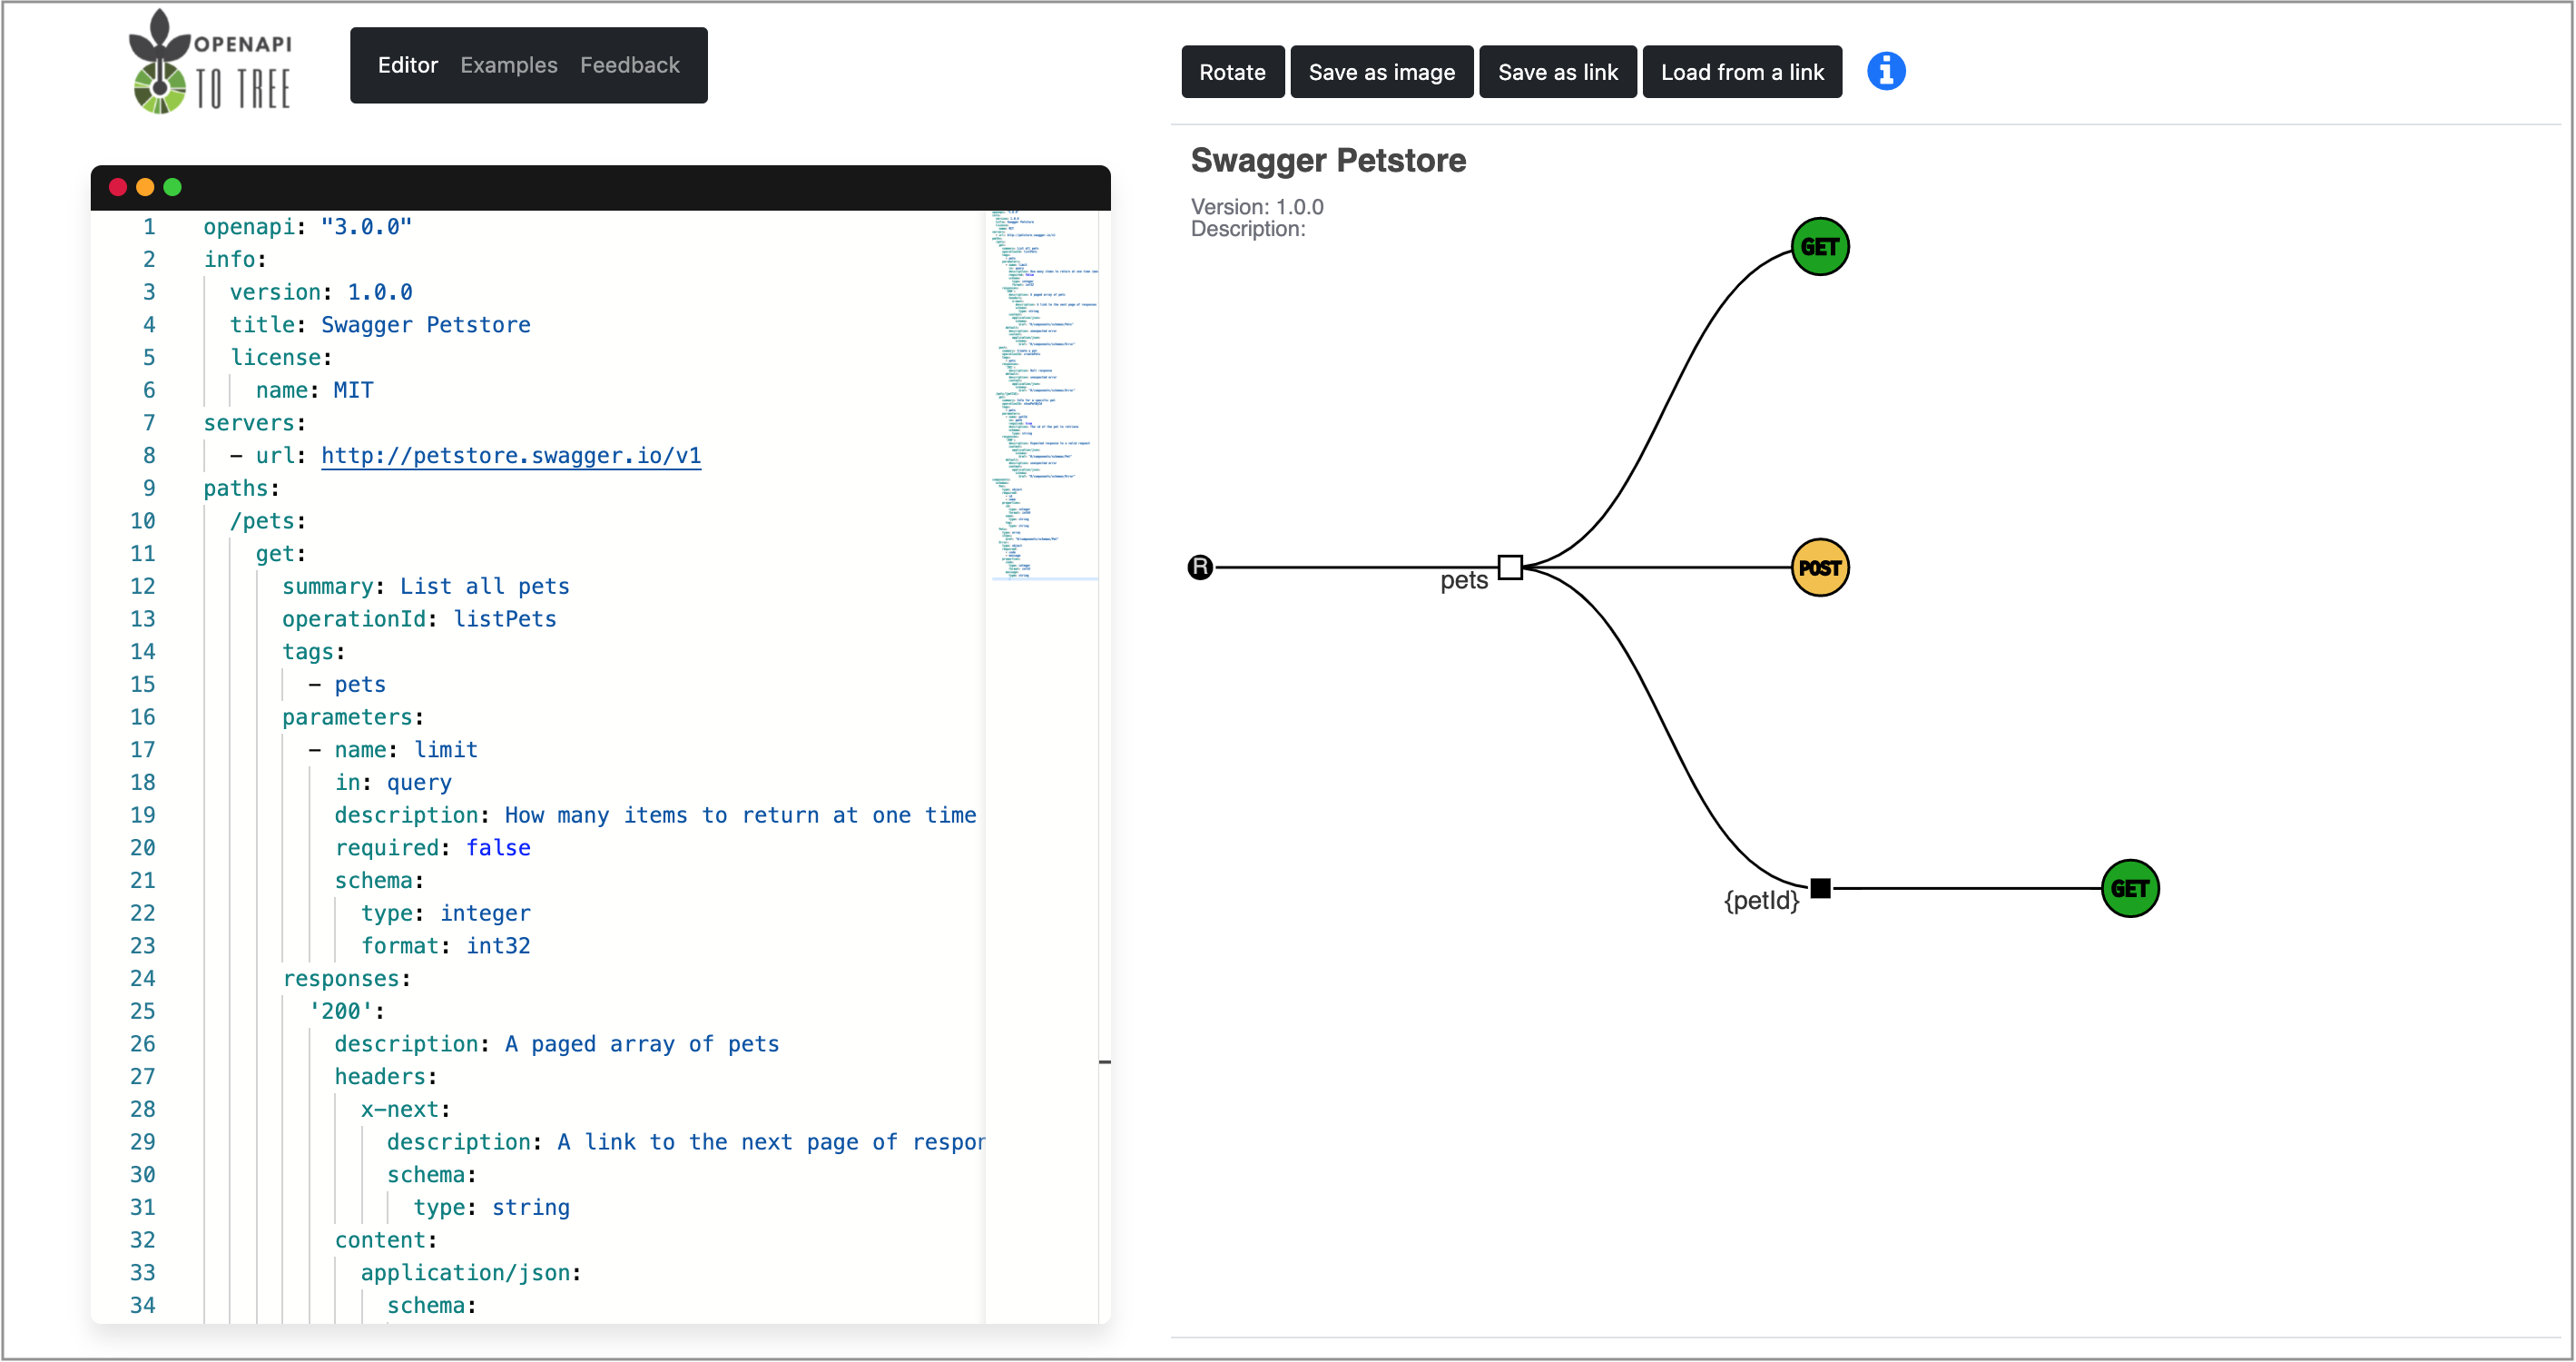 OPENAPI
TO TREE
Editor Examples Feedback
Rotate Save as image Save as link Load from a link i
Swagger Petstore
Version: 1.0.0
Description:
1 openapi: "3.0.0"
2 info:
3 version: 1.0.0
4 title: Swagger Petstore
5 license:
6 name: MIT
7 servers:
8 - url: http://petstore.swagger.io/v1
9 paths:
10 /pets:
11 get:
12 summary: List all pets
13 operationId: listPets
14 tags:
15 - pets
16 parameters:
17 - name: limit
18 in: query
19 description: How many items to return at one time
20 required: false
21 schema:
22 type: integer
23 format: int32
24 responses:
25 '200':
26 description: A paged array of pets
27 headers:
28 x-next:
29 description: A link to the next page of respon
30 schema:
31 type: string
32 content:
33 application/json:
34 schema:
GET
R
pets
POST
{petId}
GET